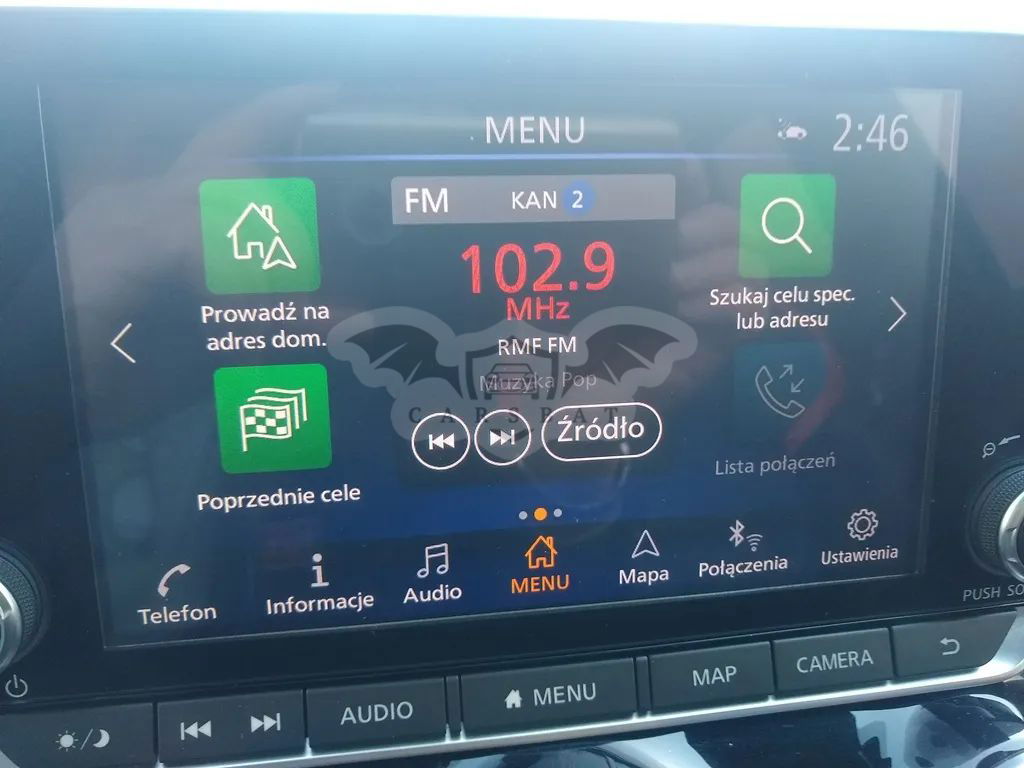 MENU
2:46
FM KAN 2
102.9
MHz
RMF FM
Muzyka Pop
Źródło
Prowadź na
adres dom.
Poprzednie cele
Szukaj celu spec.
lub adresu
Lista połączeń
CARSPAT
Telefon
Informacje
Audio
MENU
Mapa
Połączenia
Ustawienia
AUDIO
MENU
MAP
CAMERA
PUSH